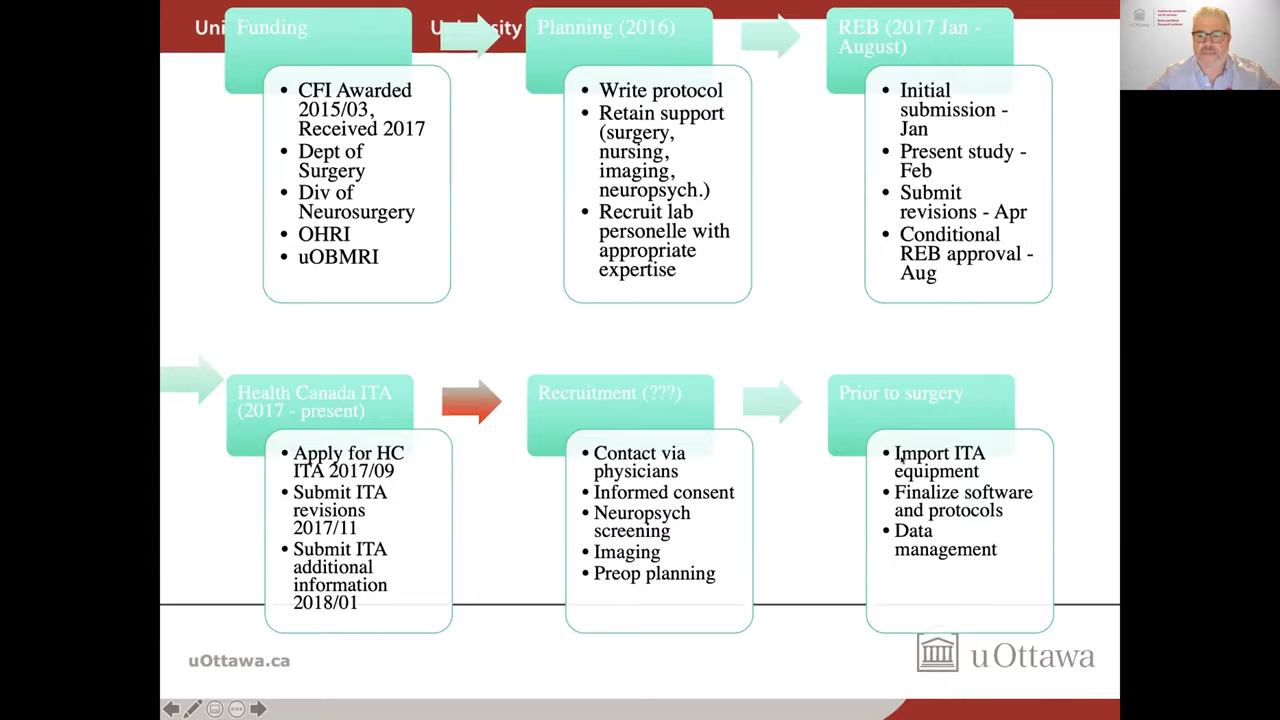 Uni
University
Funding
• CFI Awarded
2015/03,
Received 2017
• Dept of
Surgery
• Div of
Neurosurgery
• OHRI
• uOBMRI
Planning (2016)
• Write protocol
• Retain support
(surgery,
nursing,
imaging,
neuropsych.)
• Recruit lab
personelle with
appropriate
expertise
REB (2017 Jan -
August)
• Initial
submission -
Jan
• Present study -
Feb
• Submit
revisions - Apr
• Conditional
REB approval -
Aug
Health Canada ITA
(2017 - present)
• Apply for HC
ITA 2017/09
• Submit ITA
revisions
2017/11
• Submit ITA
additional
information
2018/01
Recruitment (???)
• Contact via
physicians
• Informed consent
• Neuropsych
screening
• Imaging
• Preop planning
Prior to surgery
• Import ITA
equipment
• Finalize software
and protocols
• Data
management
uOttawa.ca
uOttawa
uOttawa